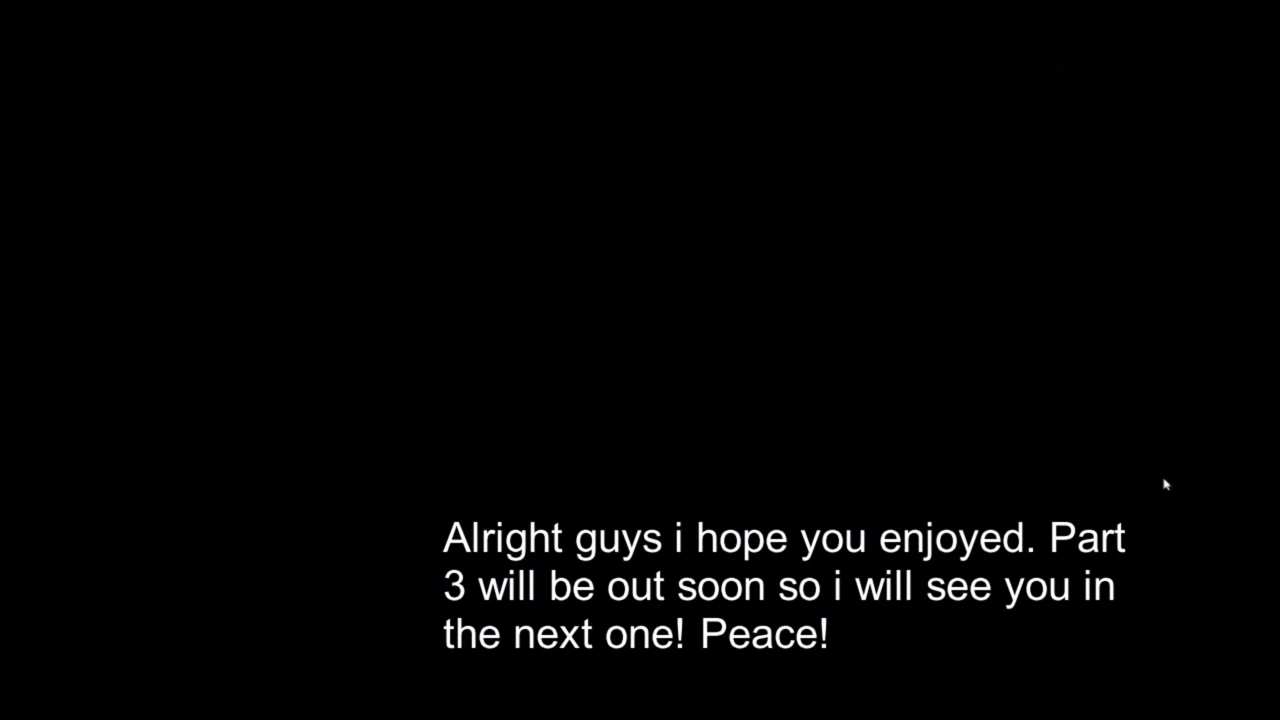 Alright guys i hope you enjoyed. Part
3 will be out soon so i will see you in
the next one! Peace!